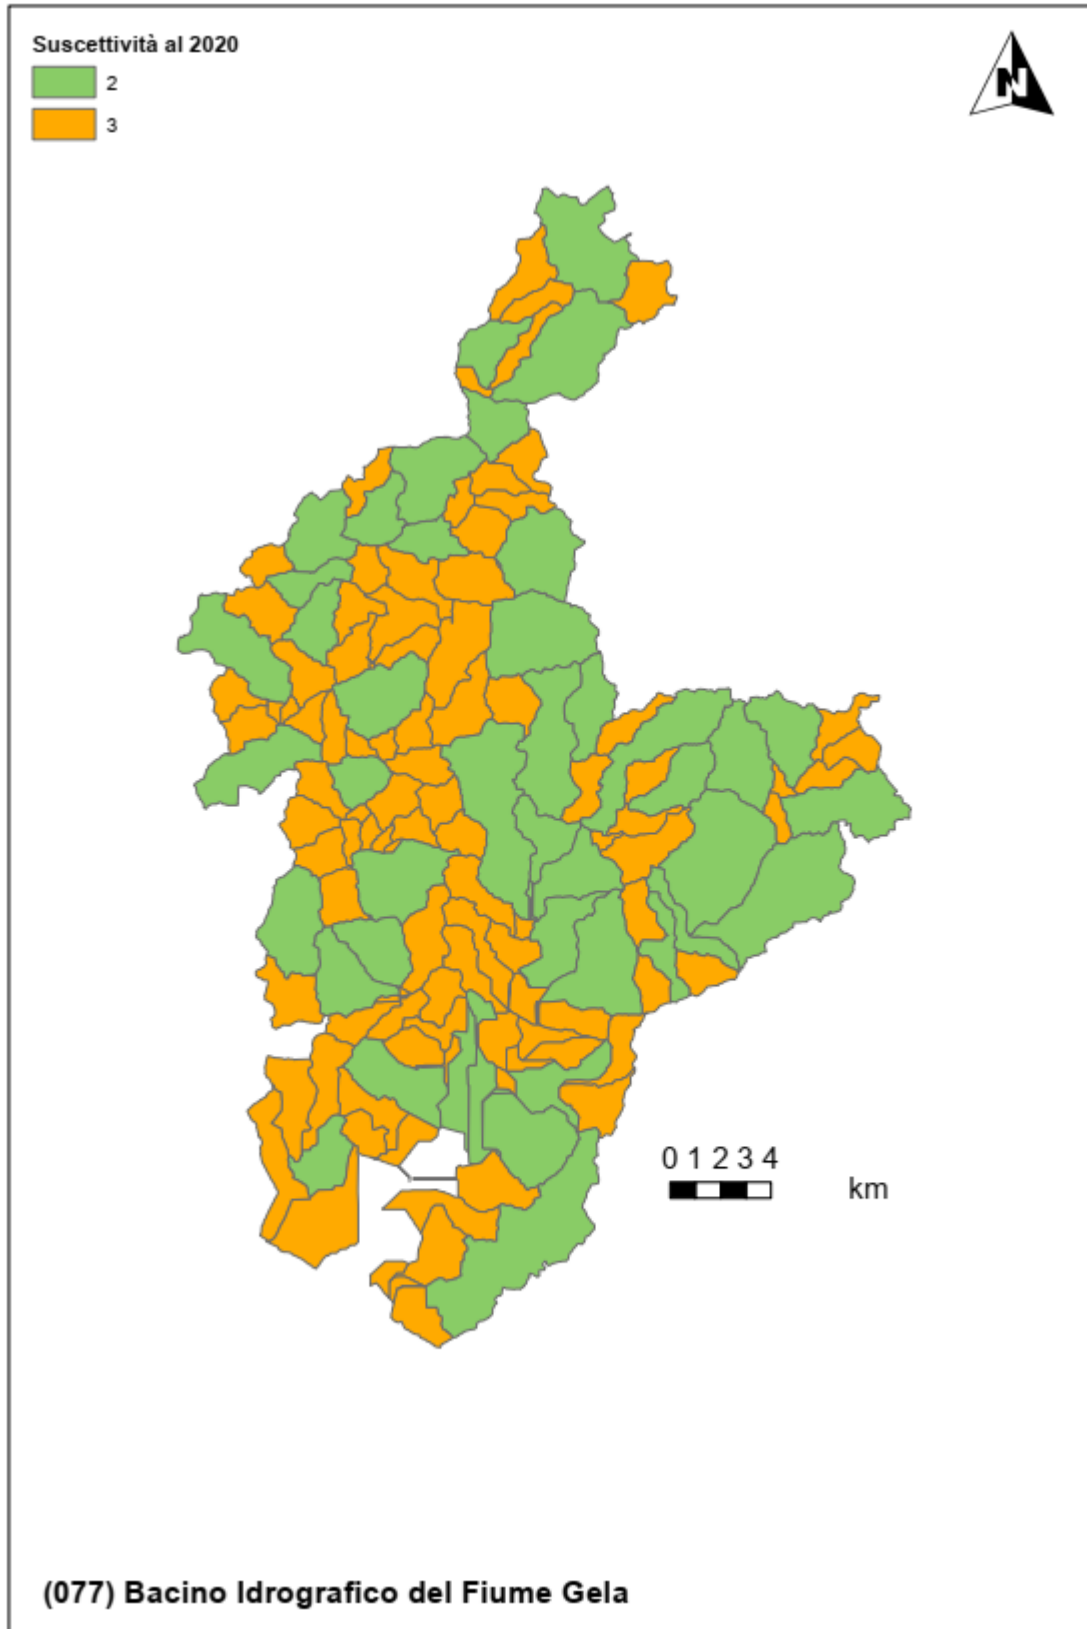 Suscettività al 2020
2
3
N
0 1 2 3 4
km
(077) Bacino Idrografico del Fiume Gela